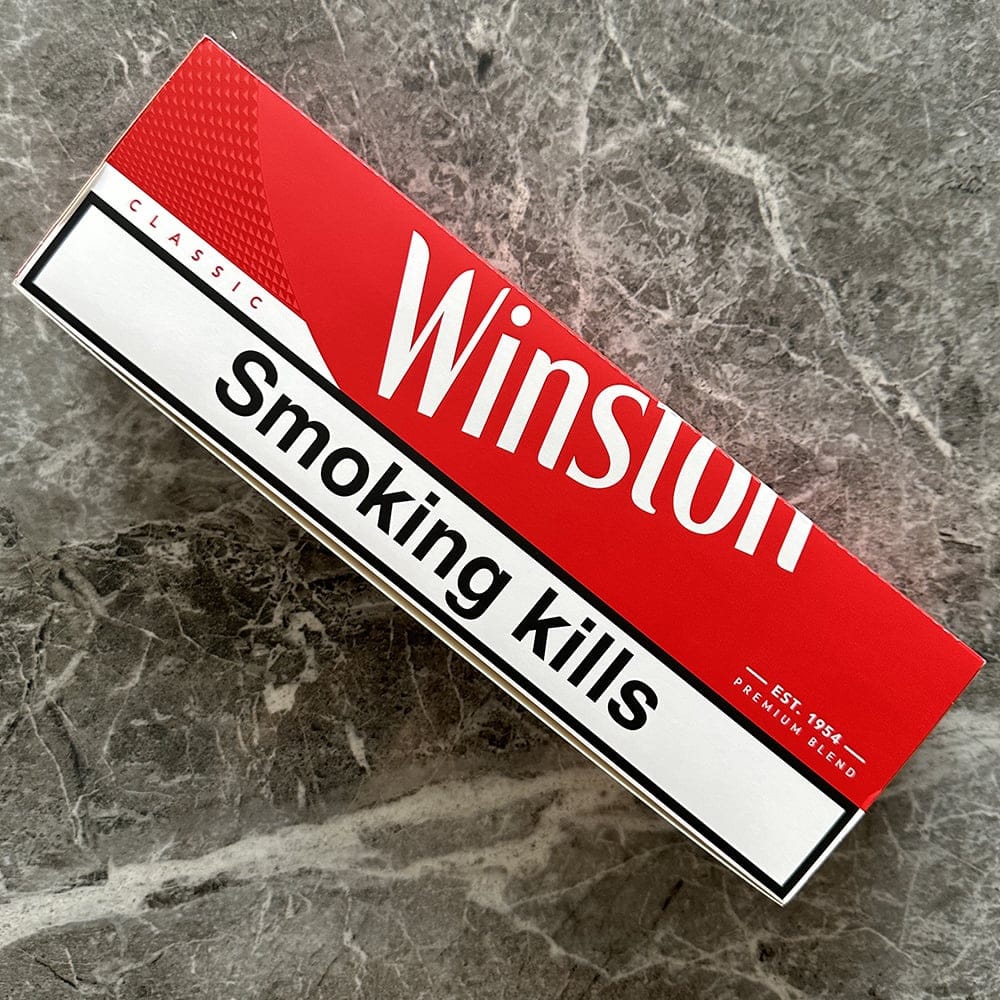 CLASSIC
Winston
Smoking kills
EST. 1954
PREMIUM BLEND